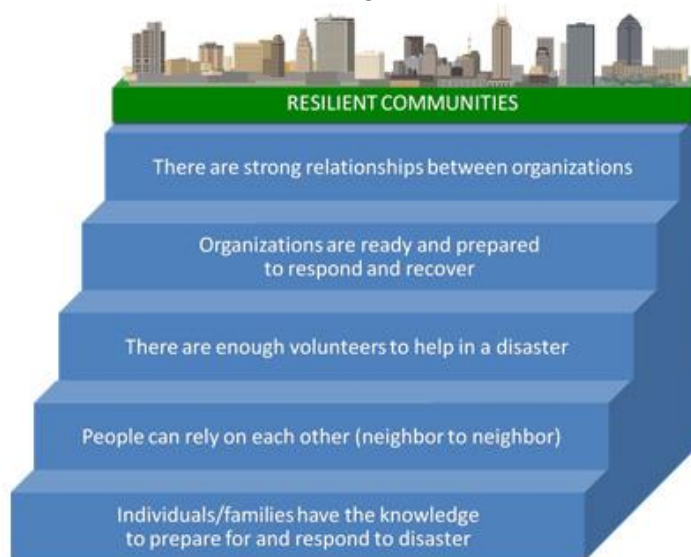 RESILIENT COMMUNITIES
There are strong relationships between organizations
Organizations are ready and prepared
to respond and recover
There are enough volunteers to help in a disaster
People can rely on each other (neighbor to neighbor)
Individuals/families have the knowledge
to prepare for and respond to disaster